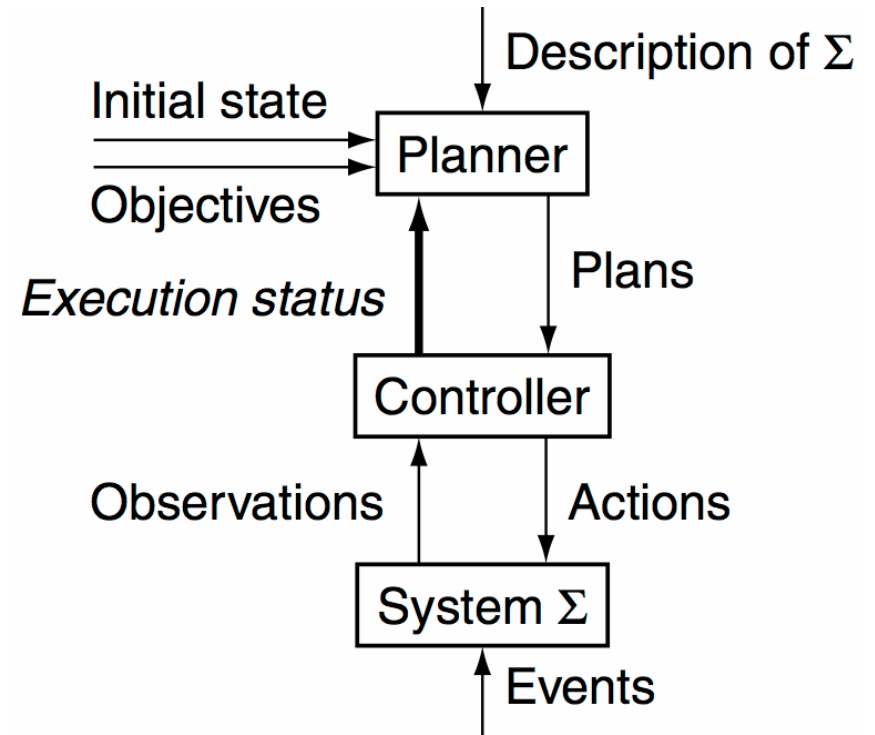 Description of Σ
Initial state
Planner
Objectives
Plans
Execution status
Controller
Observations
Actions
System Σ
Events